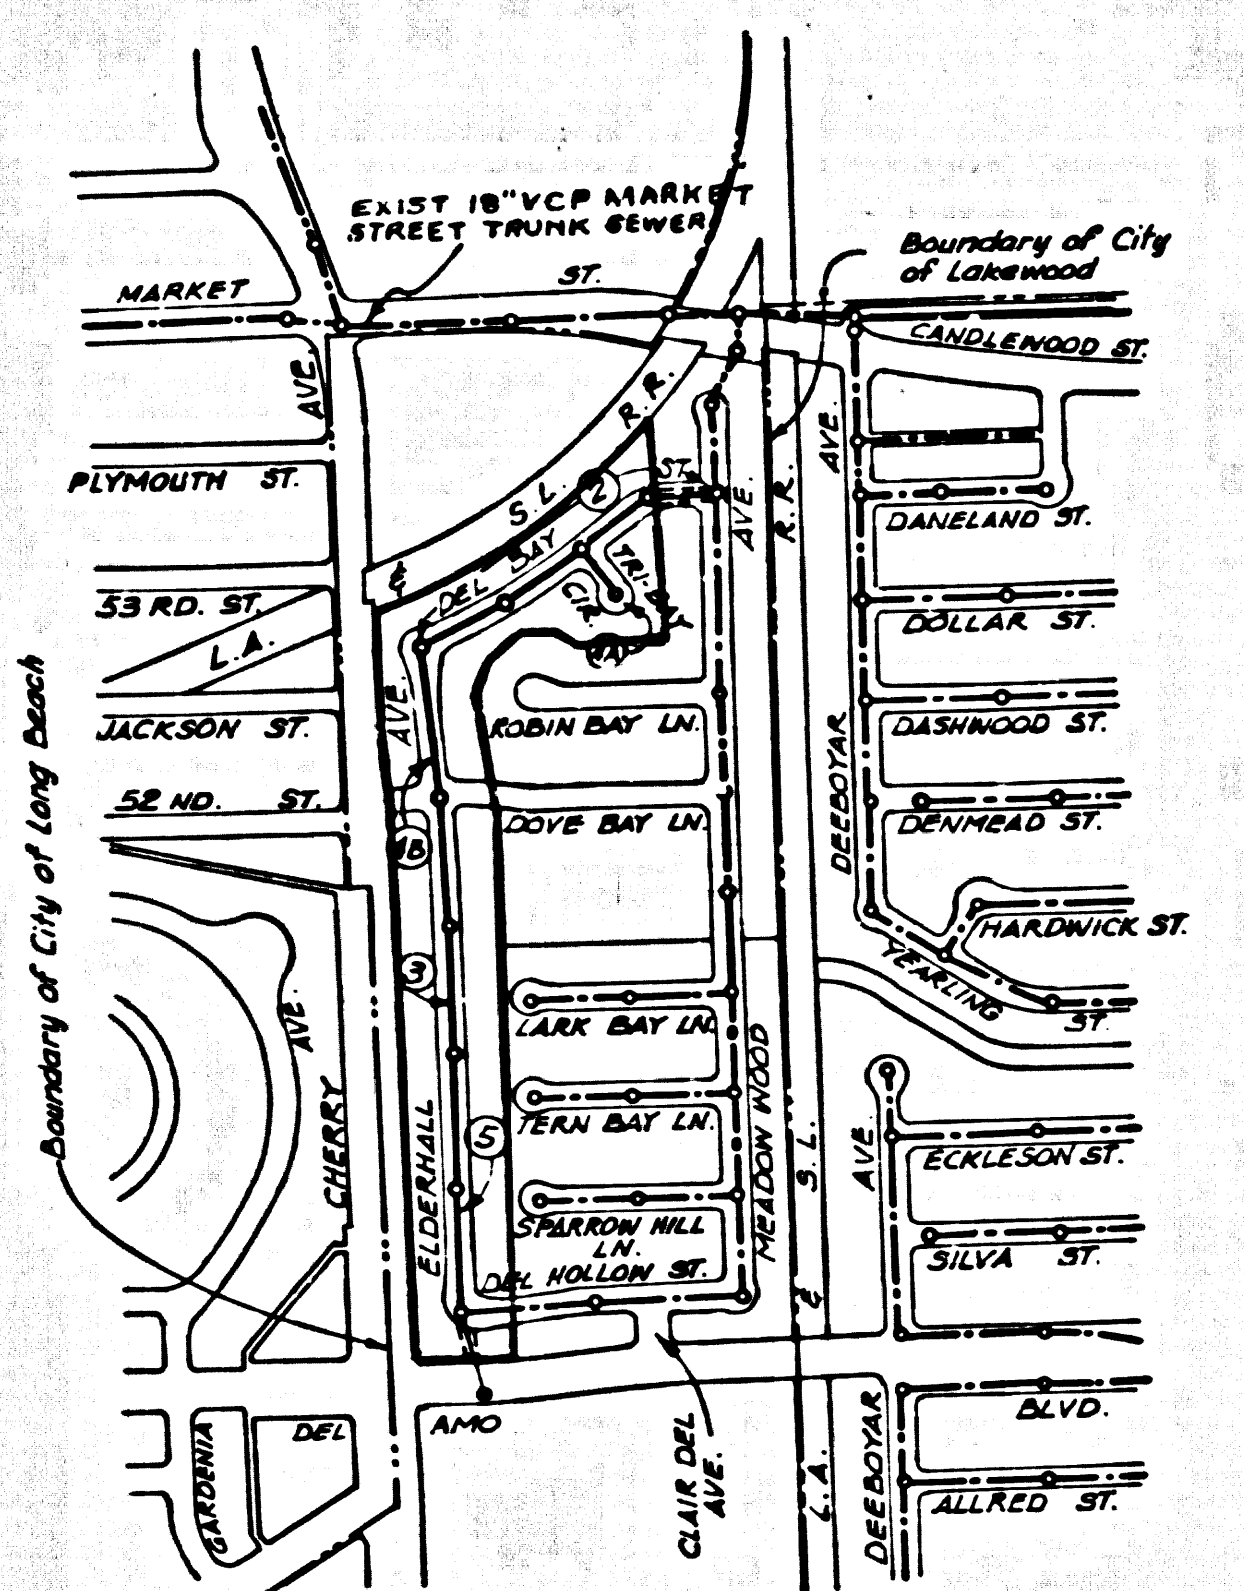 EXIST 18" VCP MARKET
STREET TRUNK SEWER
Boundary of City
of Lakewood
MARKET
ST.
CANDLEWOOD ST.
AVE.
R.R.
AVE.
PLYMOUTH ST.
S.L.
2
ST.
AVE.
R.R.
DANELAND ST.
DEL BAY
TRI-
CIR.
53 RD. ST.
L.A.
DOLLAR ST.
Boundary of City of Long Beach
JACKSON ST.
AVE.
ROBIN BAY LN.
DASHWOOD ST.
52 ND. ST.
DOVE BAY LN.
DEEBOYAR
DENMEAD ST.
1B
HARDWICK ST.
YEARLING
ST.
3
AVE.
LARK BAY LN.
CHERRY
ELDERHALL
5
TERN BAY LN.
MEADOW WOOD
S.L.
AVE
ECKLESON ST.
SPARROW HILL
LN.
DEL HOLLOW ST.
SILVA ST.
&
GARDENIA
DEL
AMO
BLVD.
CLAIR DEL
AVE.
L.A.
DEEBOYAR
ALLRED ST.